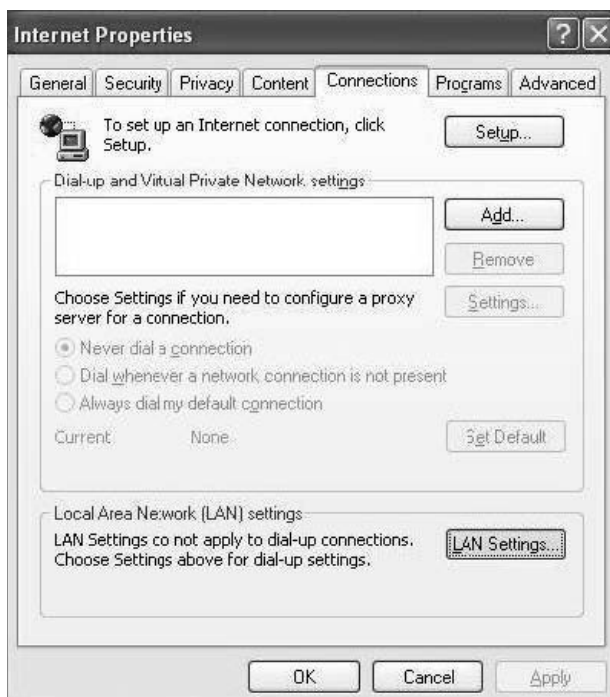 Internet Properties
General Security Privacy Content Connections Programs Advanced
To set up an Internet connection, click
Setup.
Setup...
Dial-up and Virtual Private Network settings
Add...
Remove
Choose Settings if you need to configure a proxy
server for a connection.
Settings...
Never dial a connection
Dial whenever a network connection is not present
Always dial my default connection
Current None
Set Default
Local Area Network (LAN) settings
LAN Settings co not apply to dial-up connections.
Choose Settings above for dial-up settings.
LAN Settings...
OK Cancel Apply